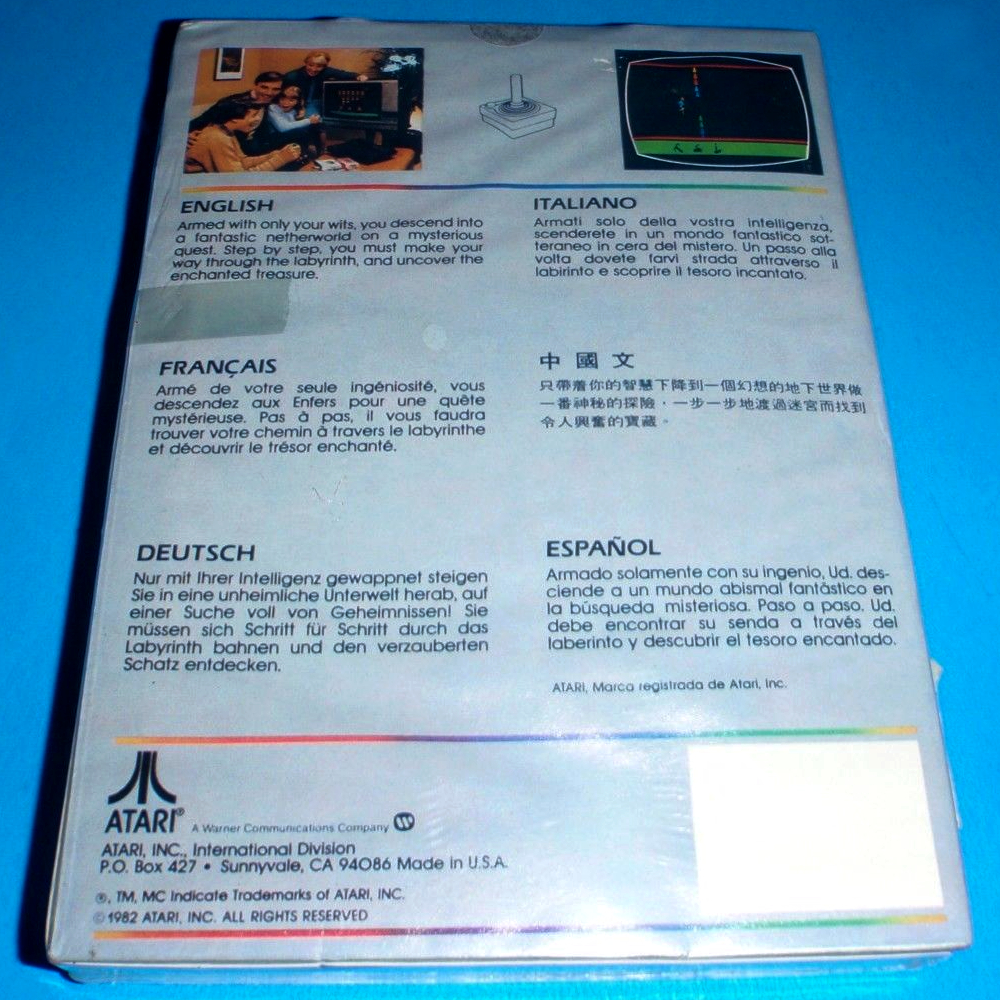 ENGLISH
Armed with only your wits, you descend into
a fantastic netherworld on a mysterious
quest. Step by step, you must make your
way through the labyrinth, and uncover the
enchanted treasure.
ITALIANO
Armati solo della vostra intelligenza,
scenderete in un mondo fantastico sot-
teraneo in cera del mistero. Un passo alla
volta dovete farvi strada attraverso il
labirinto e scoprire il tesoro incantato.
FRANÇAIS
Armé de votre seule ingéniosité, vous
descendez aux Enfers pour une quête
mystérieuse. Pas à pas, il vous faudra
trouver votre chemin à travers le labyrinthe
et découvrir le trésor enchanté.
中國文
只帶着你的智慧下降到一個幻想的地下世界做
一番神秘的探險，一步一步地渡過迷宮而找到
令人興奮的寶藏。
DEUTSCH
Nur mit Ihrer Intelligenz gewappnet steigen
Sie in eine unheimliche Unterwelt herab, auf
einer Suche voll von Geheimnissen! Sie
müssen sich Schritt für Schritt durch das
Labyrinth bahnen und den verzauberten
Schatz entdecken.
ESPAÑOL
Armado solamente con su ingenio, Ud. des-
ciende a un mundo abismal fantástico en
la búsqueda misteriosa. Paso a paso, Ud.
debe encontrar su senda a través del
laberinto y descubrir el tesoro encantado.
ATARI, Marca registrada de Atari, Inc.
ATARI® A Warner Communications Company
ATARI, INC., International Division
P.O. Box 427 • Sunnyvale, CA 94086 Made in U.S.A.
®, TM, MC Indicate Trademarks of ATARI, INC.
©1982 ATARI, INC. ALL RIGHTS RESERVED